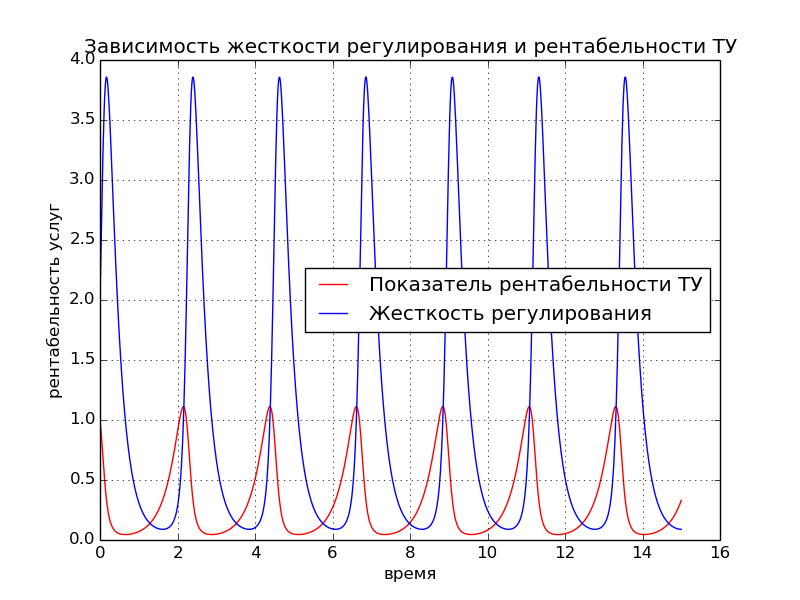 Зависимость жесткости регулирования и рентабельности ТУ
4.0
3.5
3.0
2.5
2.0
1.5
1.0
0.5
0.0
рентабельность услуг
Показатель рентабельности ТУ
Жесткость регулирования
0 2 4 6 8 10 12 14 16
время